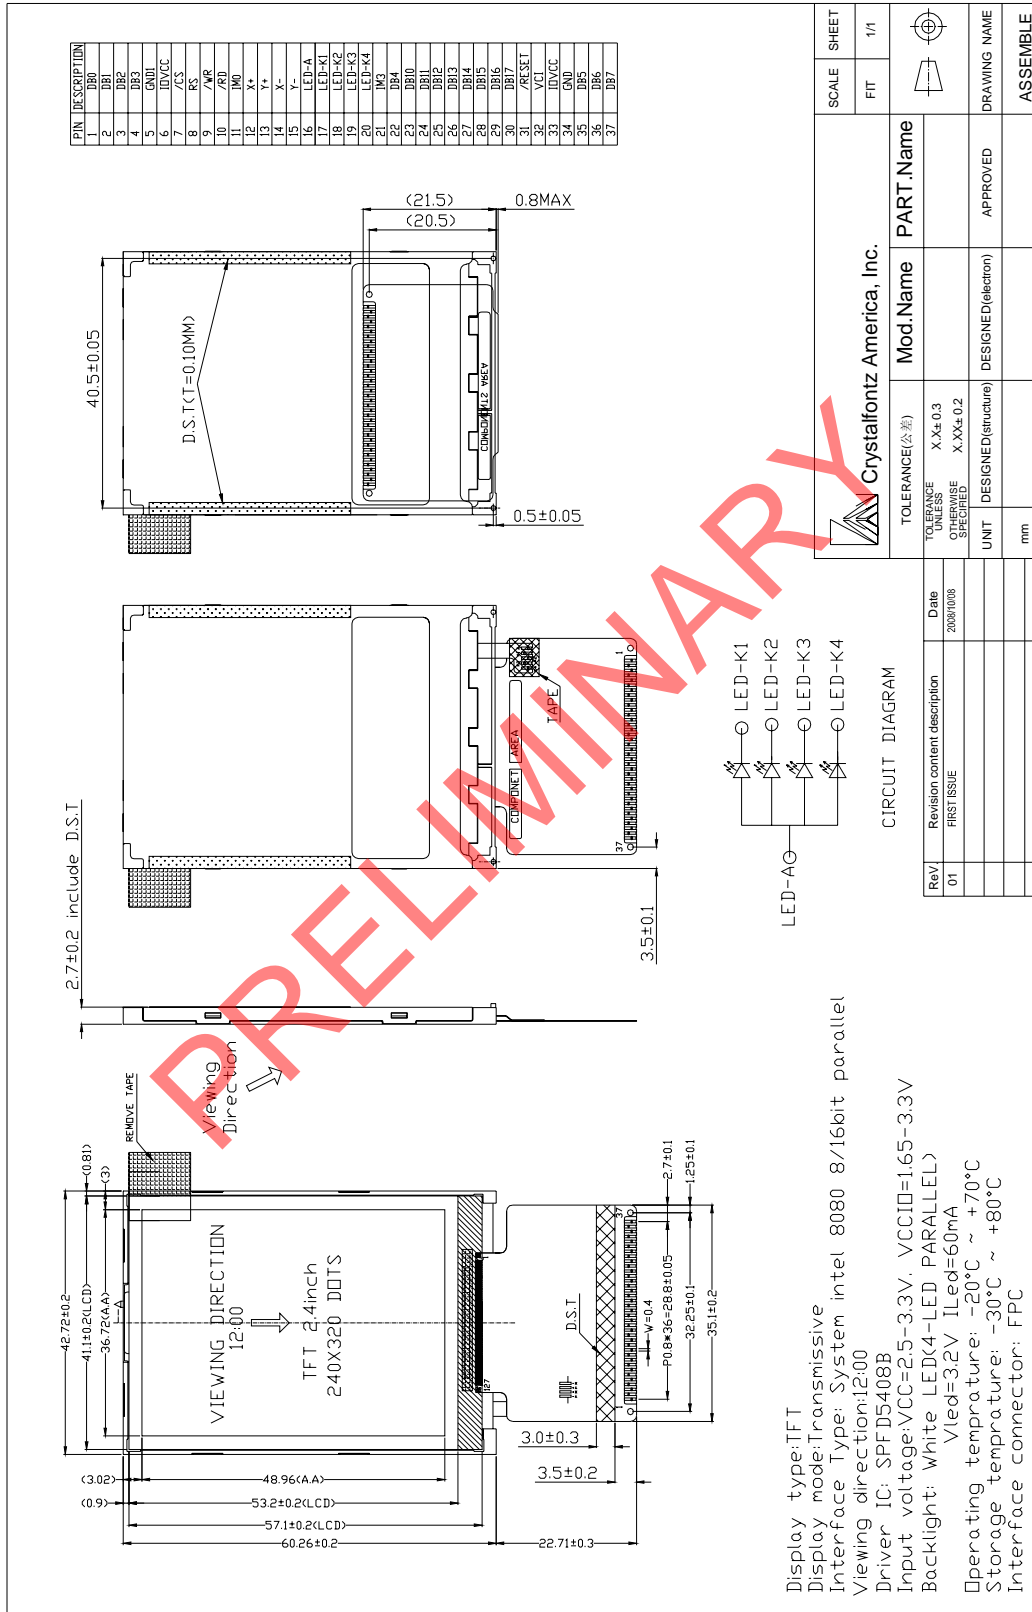 PIN DESCRIPTION
1 DB0
2 DB1
3 DB2
4 DB3
5 GND1
6 IOVCC
7 /CS
8 RS
9 /WR
10 /RD
11 IM0
12 X+
13 Y+
14 X-
15 Y-
16 LED-A
17 LED-K1
18 LED-K2
19 LED-K3
20 LED-K4
21 IM3
22 DB4
23 DB10
24 DB11
25 DB12
26 DB13
27 DB14
28 DB15
29 DB16
30 DB17
31 /RESET
32 VCI
33 IOVCC
34 GND
35 DB5
36 DB6
37 DB7
(21.5)
(20.5)
0.8MAX
40.5±0.05
D.S.T(T=0.10MM)
COMPONETS AREA
0.5±0.05
COMPONET AREA
TAPE
1
37
3.5±0.1
2.7±0.2 include D.S.T
Viewing
Direction
REMOVE TAPE
42.72±0.2
41.1±0.2(LCD)
36.72(A.A)
(0.81)
(3)
A
VIEWING DIRECTION
12:00
TFT 2.4inch
240X320 DOTS
127
1
(3.02)
(0.9)
48.96(A.A)
53.2±0.2(LCD)
57.1±0.2(LCD)
60.26±0.2
22.71±0.3
D.S.T
3.0±0.3
3.5±0.2
1
37
W=0.4
P0.8*36=28.8±0.05
32.25±0.1
35.1±0.2
2.7±0.1
1.25±0.1
LED-A
LED-K1
LED-K2
LED-K3
LED-K4
CIRCUIT DIAGRAM
Display type:TFT
Display mode:Transmissive
Interface Type: System intel 8080 8/16bit parallel
Viewing direction:12:00
Driver IC: SPFD5408B
Input voltage:VCC=2.5-3.3V, VCCIO=1.65-3.3V
Backlight: White LED(4-LED PARALLEL)
Vled=3.2V ILed=60mA
Operating temprature: -20°C ~ +70°C
Storage temprature: -30°C ~ +80°C
Interface connector: FPC
ReV. Revision content description Date
01 FIRST ISSUE 2008/10/08
Crystalfontz America, Inc.
SCALE SHEET
FIT 1/1
TOLERANCE(公差) Mod.Name PART.Name
TOLERANCE
UNLESS
OTHERWISE
SPECIFIED
X.X± 0.3
X.XX± 0.2
UNIT DESIGNED(structure) DESIGNED(electron) APPROVED DRAWING NAME
mm ASSEMBLE
PRELIMINARY